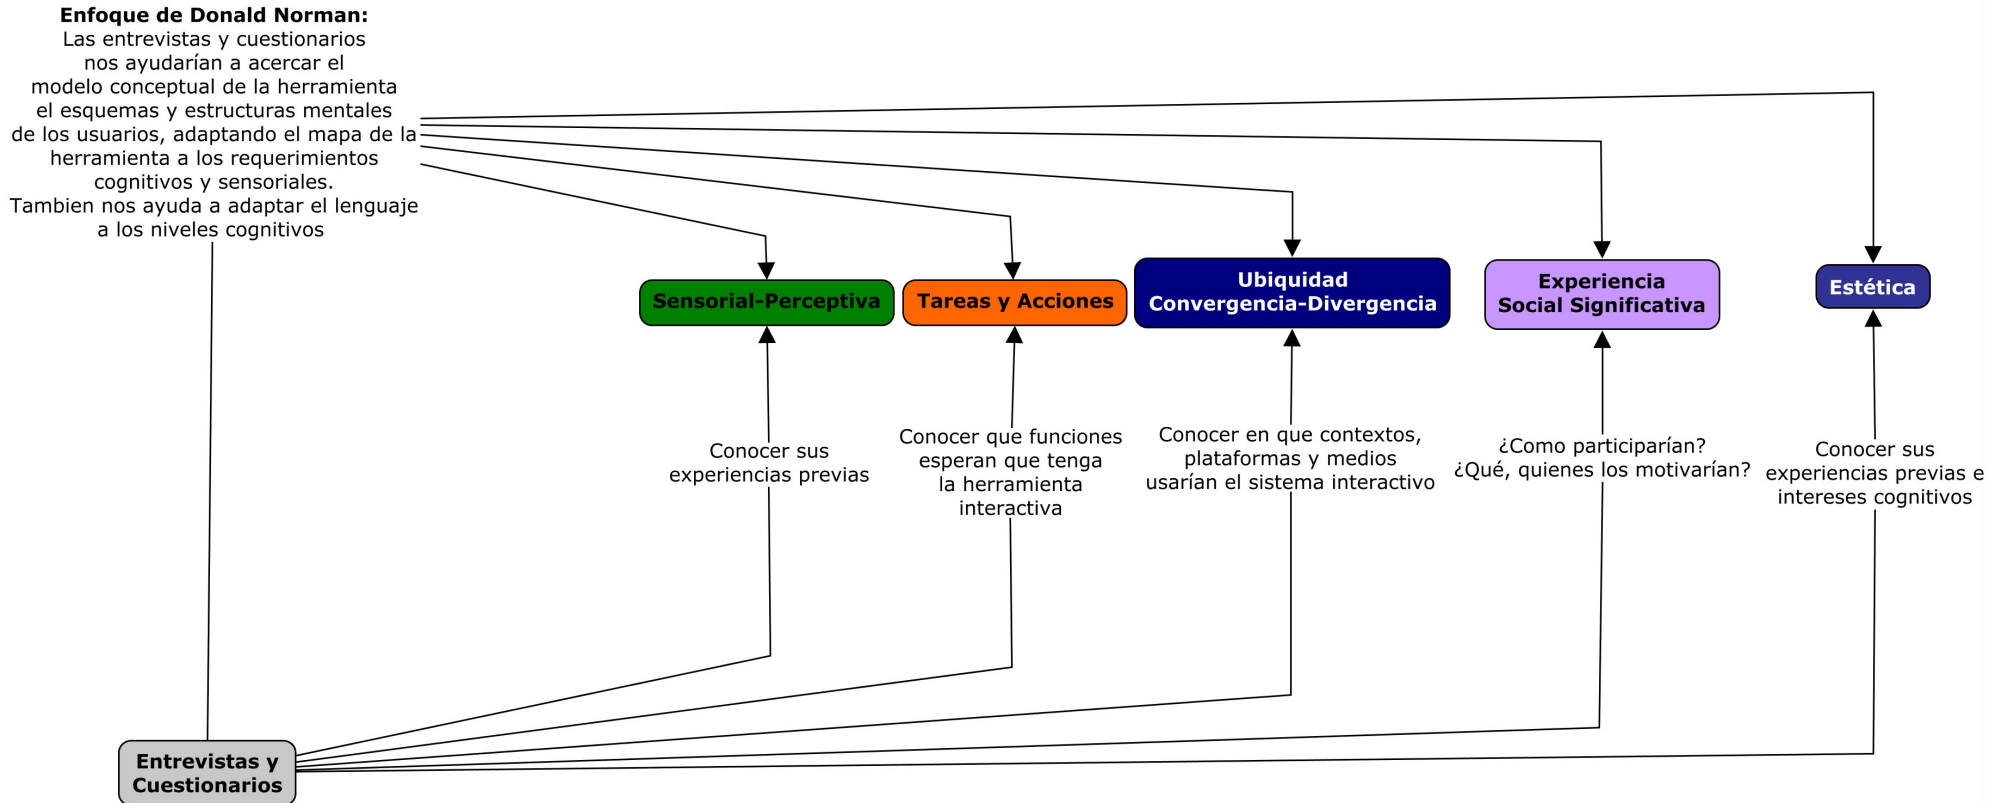 Enfoque de Donald Norman:
Las entrevistas y cuestionarios
nos ayudarían a acercar el
modelo conceptual de la herramienta
el esquemas y estructuras mentales
de los usuarios, adaptando el mapa de la
herramienta a los requerimientos
cognitivos y sensoriales.
Tambien nos ayuda a adaptar el lenguaje
a los niveles cognitivos
Sensorial-Perceptiva
Tareas y Acciones
Ubiquidad
Convergencia-Divergencia
Experiencia
Social Significativa
Estética
Conocer sus
experiencias previas
Conocer que funciones
esperan que tenga
la herramienta
interactiva
Conocer en que contextos,
plataformas y medios
usarían el sistema interactivo
¿Como participarían?
¿Qué, quienes los motivarían?
Conocer sus
experiencias previas e
intereses cognitivos
Entrevistas y
Cuestionarios